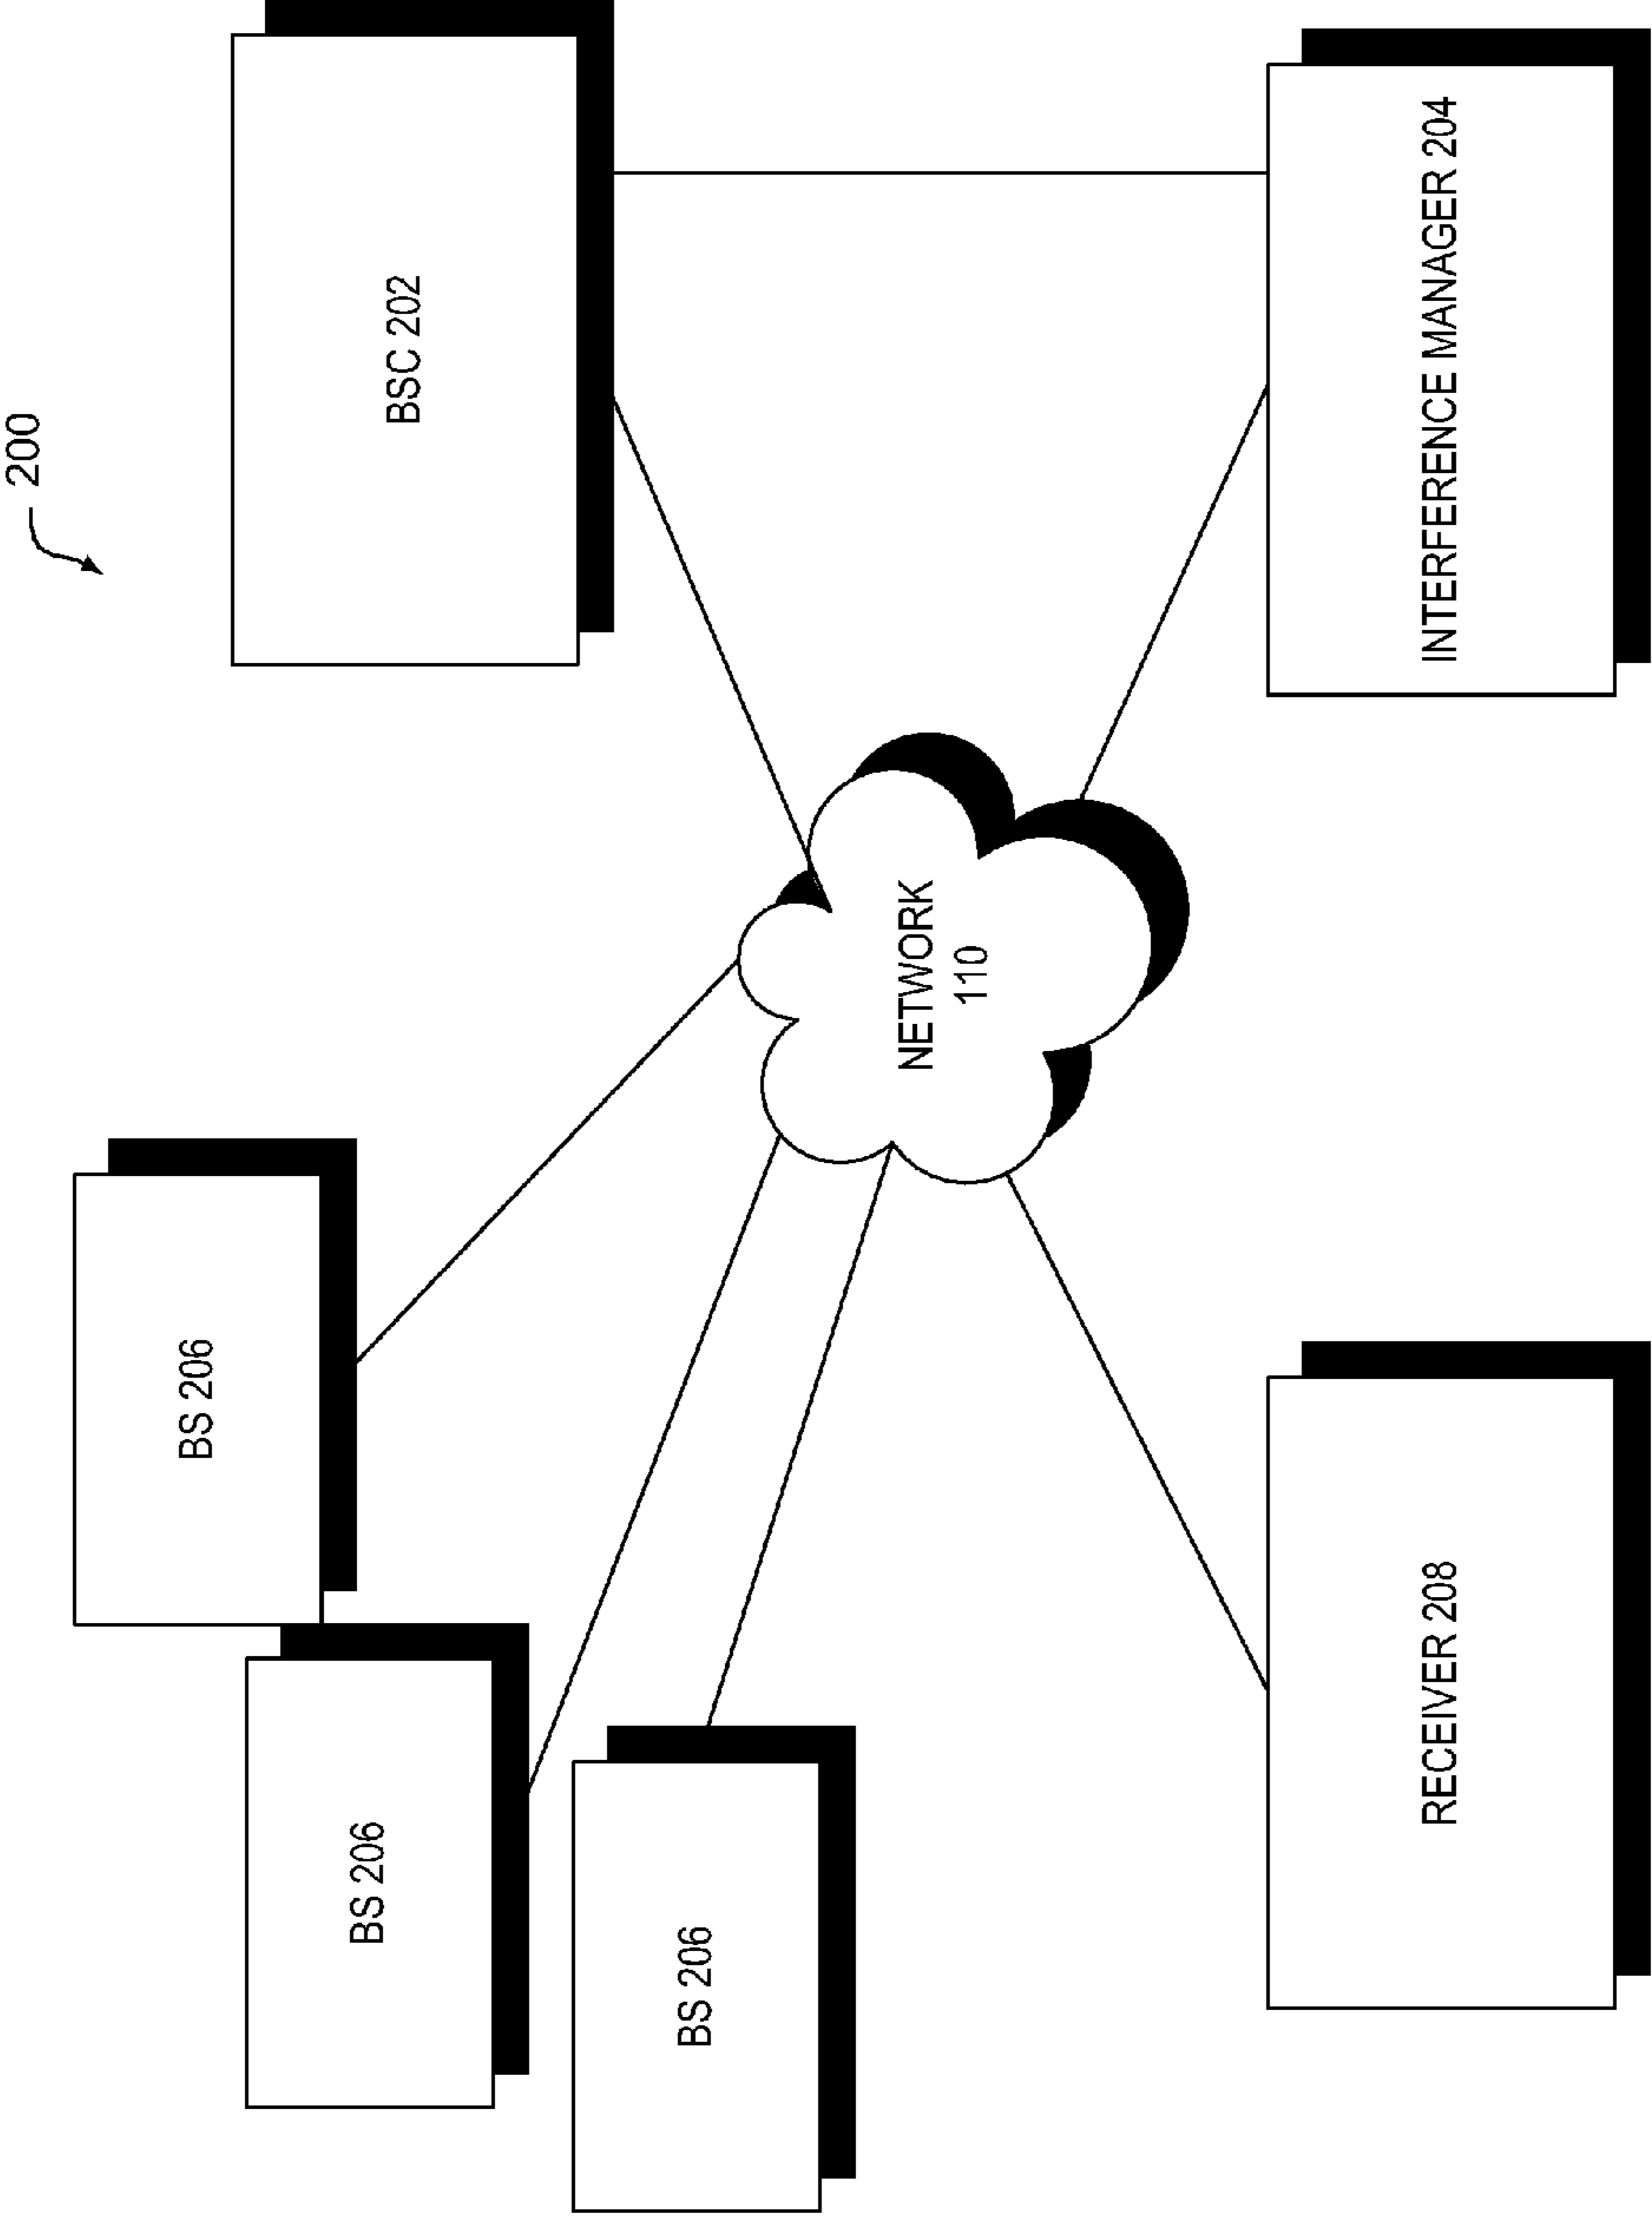 200
BS 206
BS 206
BS 206
BSC 202
NETWORK
110
RECEIVER 208
INTERFERENCE MANAGER 204